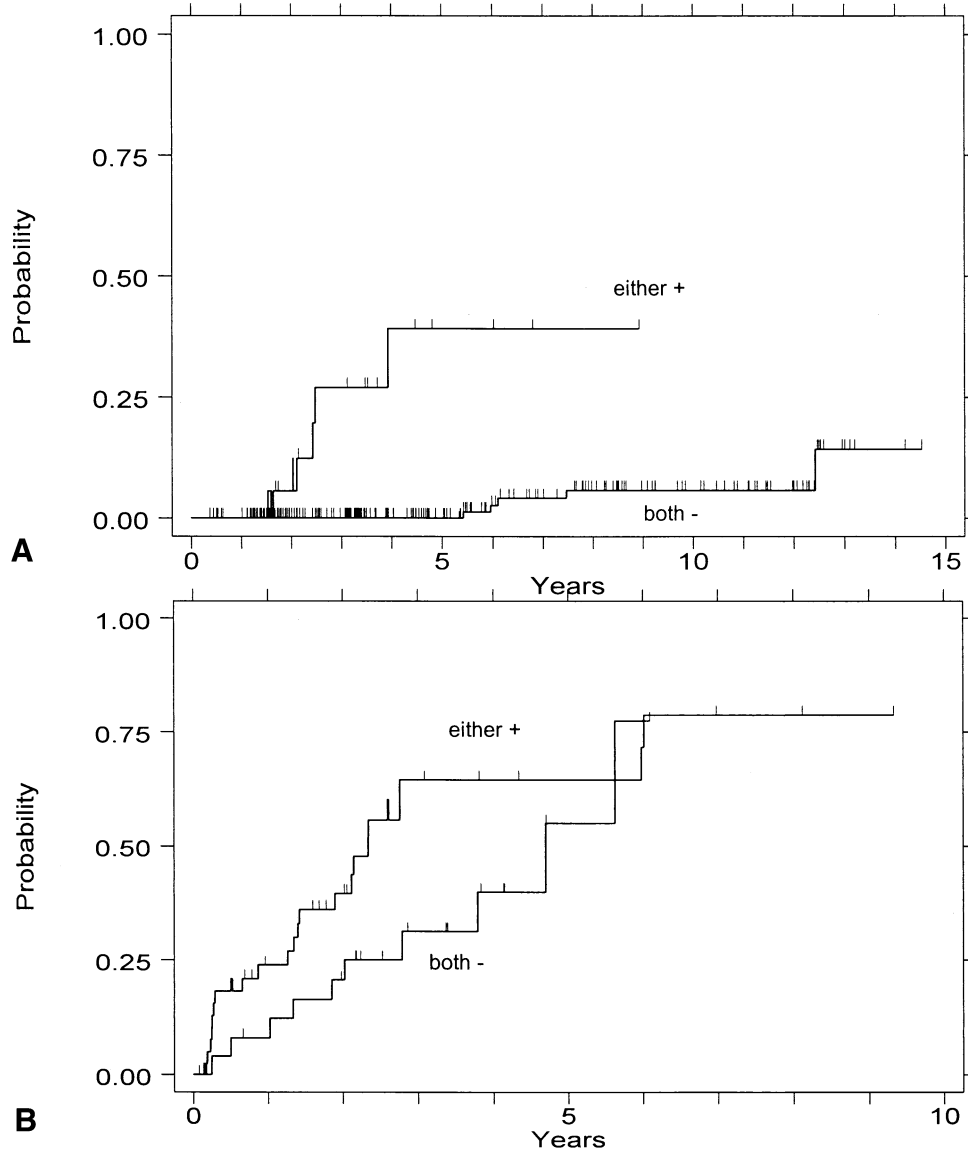 1.00
0.75
Probability
0.50
either +
0.25
0.00
both -
A
0 5 10 15
Years
1.00
either +
0.75
Probability
0.50
0.25
both -
0.00
B
0 5 10
Years